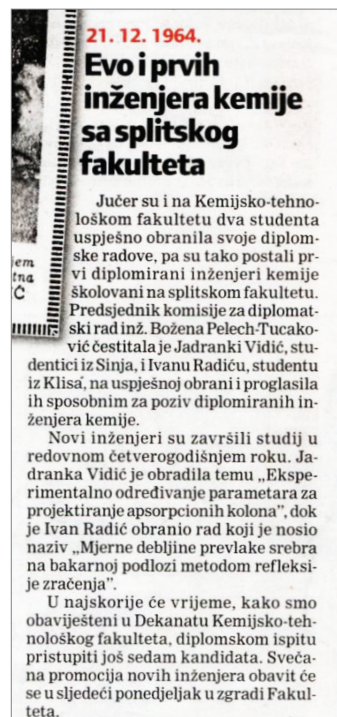 21. 12. 1964.
Evo i prvih
inženjera kemije
sa splitskog
fakulteta
Jučer su i na Kemijsko-tehno-
loškom fakultetu dva studenta
uspješno obranila svoje diplom-
ske radove, pa su tako postali pr-
vi diplomirani inženjeri kemije
školovani na splitskom fakultetu.
Predsjednik komisije za diplomat-
ski rad inž. Božena Pelech-Tucako-
vić čestitala je Jadranki Vidić, stu-
dentici iz Sinja, i Ivanu Radiću, studentu
iz Klisa, na uspješnoj obrani i proglasila
ih sposobnim za poziv diplomiranih in-
ženjera kemije.
Novi inženjeri su završili studij u
redovnom četverogodišnjem roku. Ja-
dranka Vidić je obradila temu „Ekspe-
rimentalno određivanje parametara za
projektiranje apsorpcionih kolona”, dok
je Ivan Radić obranio rad koji je nosio
naziv „Mjerne debljine prevlake srebra
na bakarnoj podlozi metodom refleksi-
je zračenja”.
U najskorije će vrijeme, kako smo
obaviješteni u Dekanatu Kemijsko-teh-
nološkog fakulteta, diplomskom ispitu
pristupiti još sedam kandidata. Sveča-
na promocija novih inženjera obavit će
se u sljedeći ponedjeljak u zgradi Fakul-
teta.